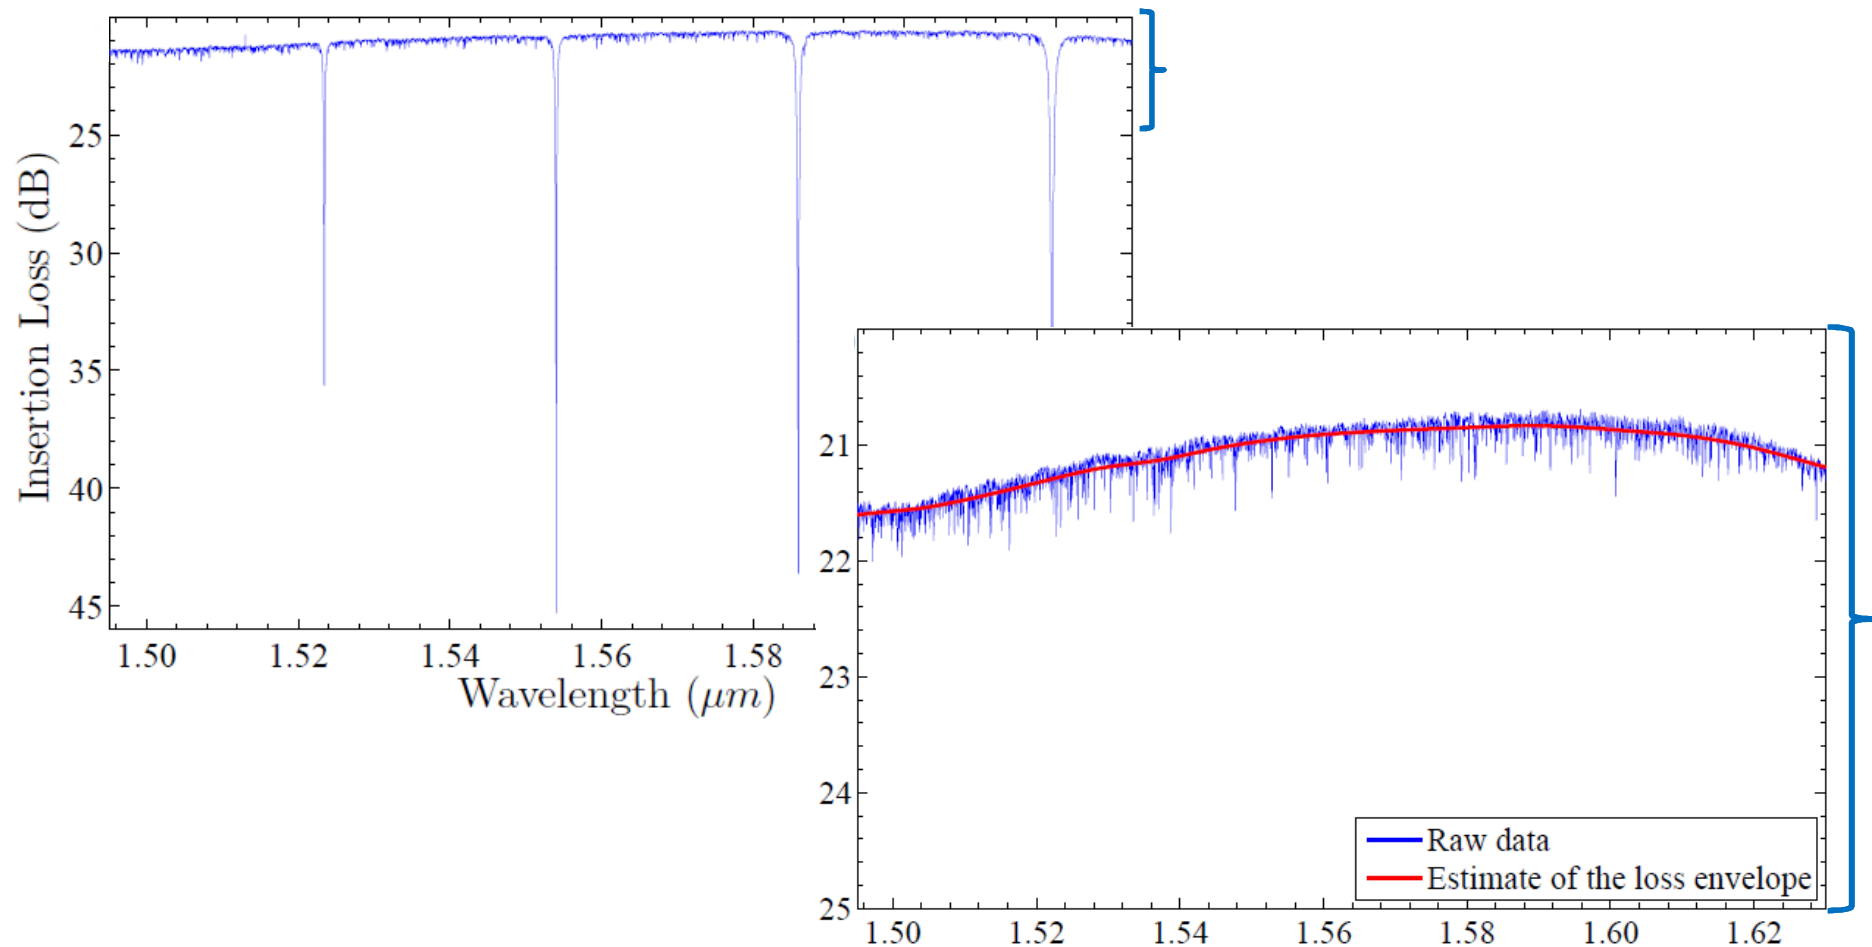 Insertion Loss (dB)
25
30
35
40
45
1.50 1.52 1.54 1.56 1.58
Wavelength (μm)
21
22
23
24
25
Raw data
Estimate of the loss envelope
1.50 1.52 1.54 1.56 1.58 1.60 1.62